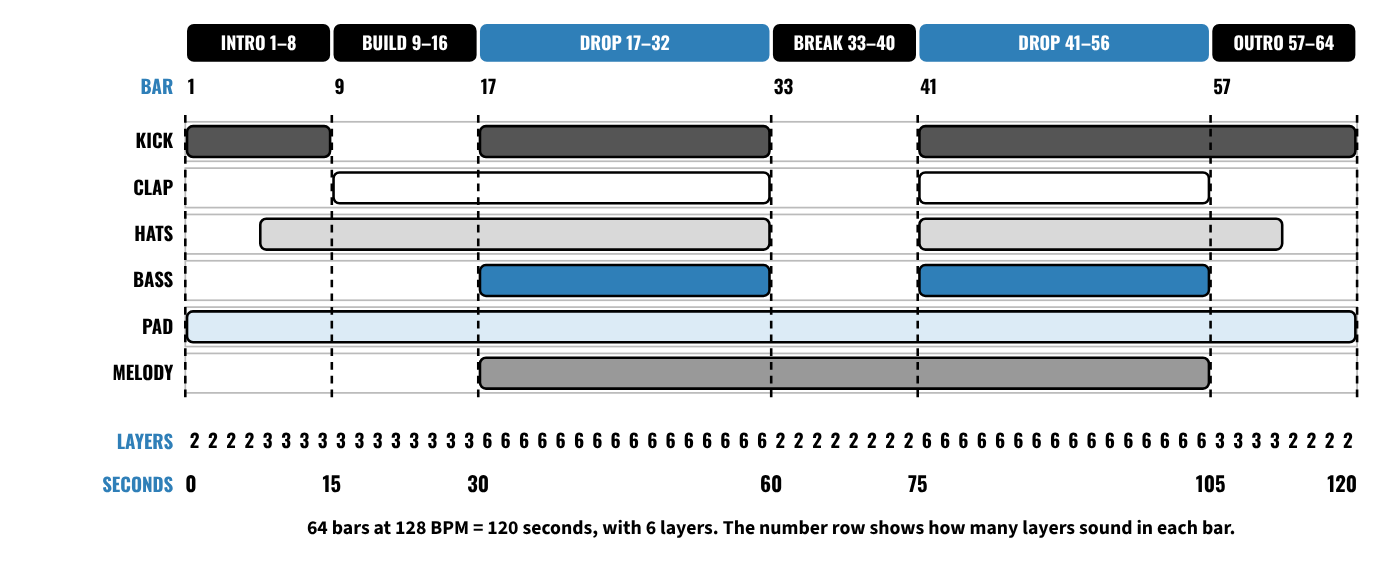 INTRO 1–8 BUILD 9–16 DROP 17–32 BREAK 33–40 DROP 41–56 OUTRO 57–64
BAR 1 9 17 33 41 57
KICK
CLAP
HATS
BASS
PAD
MELODY
LAYERS 2 2 2 2 3 3 3 3 3 3 3 3 3 3 3 3 6 6 6 6 6 6 6 6 6 6 6 6 6 6 6 6 2 2 2 2 2 2 2 2 6 6 6 6 6 6 6 6 6 6 6 6 6 6 6 6 3 3 3 3 2 2 2 2
SECONDS 0 15 30 60 75 105 120
64 bars at 128 BPM = 120 seconds, with 6 layers. The number row shows how many layers sound in each bar.